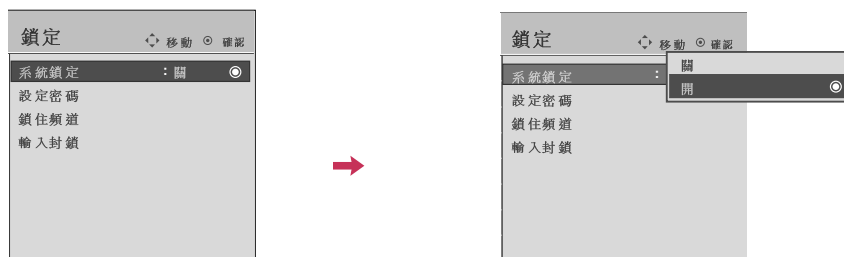 鎖定 移動 確認
系統鎖定 ：關
設定密碼
鎖住頻道
輸入封鎖
鎖定 移動 確認
系統鎖定 ：
關
開
設定密碼
鎖住頻道
輸入封鎖